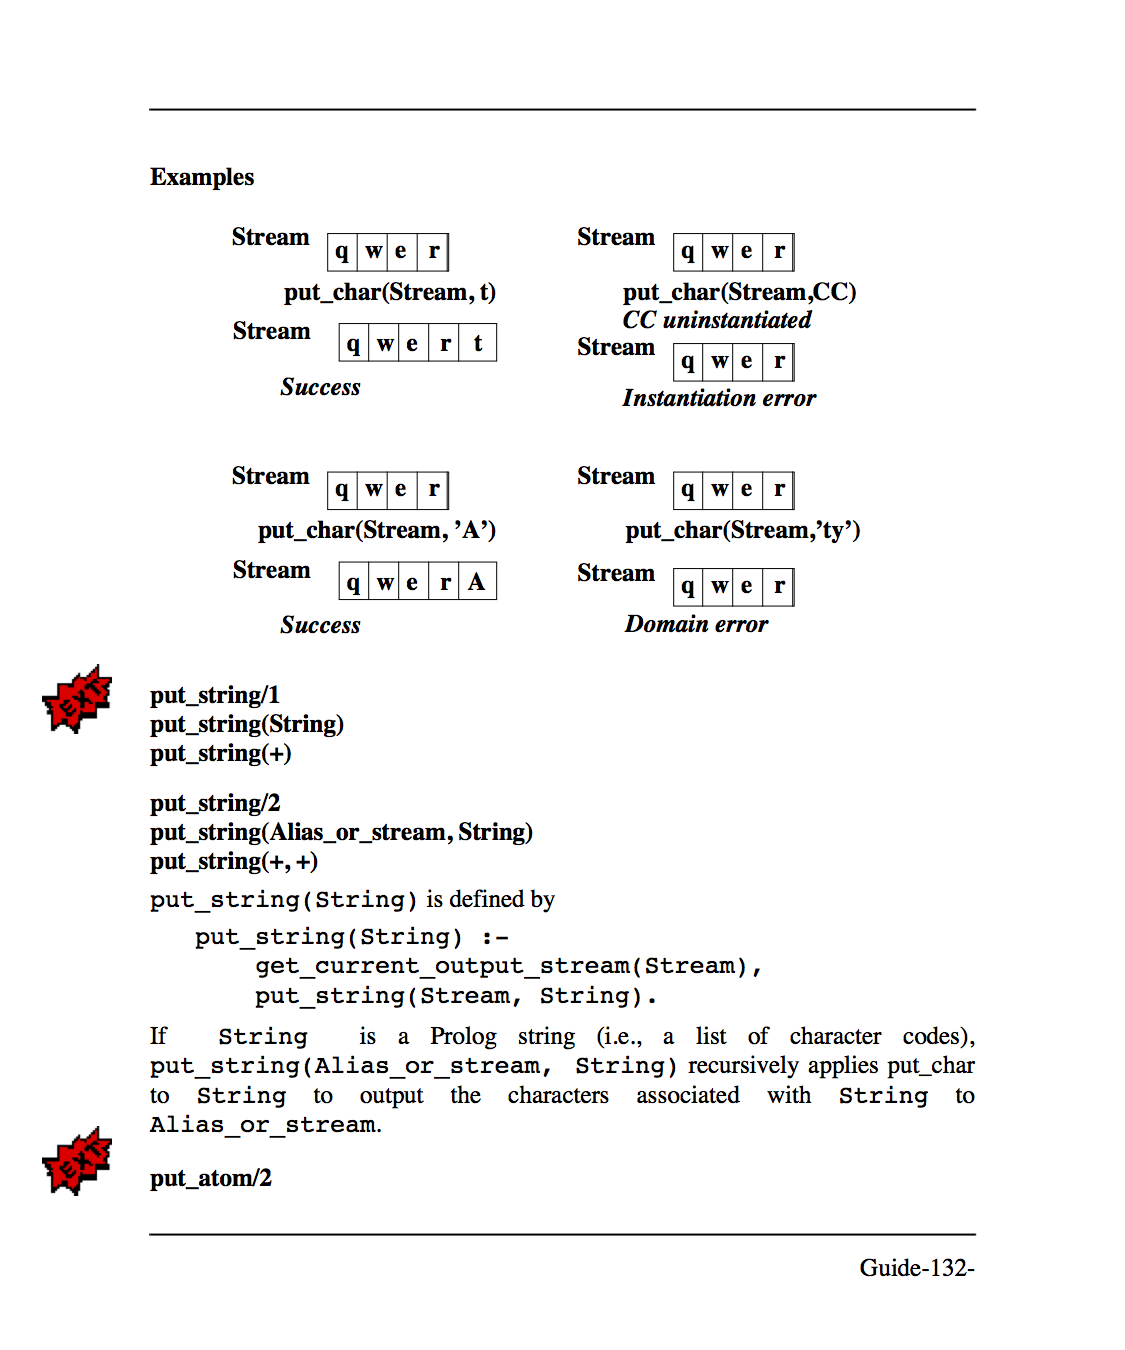 Examples
Stream q w e r
put_char(Stream, t)
Stream q w e r t
Success
Stream q w e r
put_char(Stream,CC)
CC uninstantiated
Stream q w e r
Instantiation error
Stream q w e r
put_char(Stream, ’A’)
Stream q w e r A
Success
Stream q w e r
put_char(Stream,’ty’)
Stream q w e r
Domain error
EXT
put_string/1
put_string(String)
put_string(+)
put_string/2
put_string(Alias_or_stream, String)
put_string(+, +)
put_string(String) is defined by
put_string(String) :-
get_current_output_stream(Stream),
put_string(Stream, String).
If String is a Prolog string (i.e., a list of character codes),
put_string(Alias_or_stream, String) recursively applies put_char
to String to output the characters associated with String to
Alias_or_stream.
EXT
put_atom/2
Guide-132-